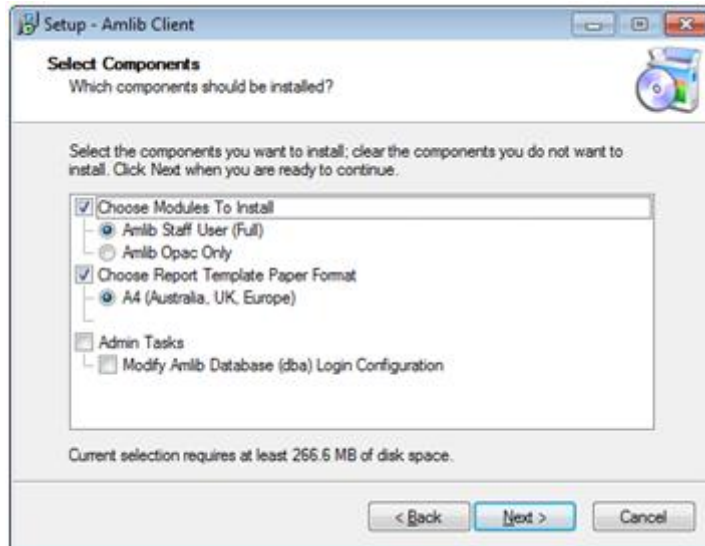 Setup - Amlib Client
Select Components
Which components should be installed?
Select the components you want to install; clear the components you do not want to
install. Click Next when you are ready to continue.
Choose Modules To Install
Amlib Staff User (Full)
Amlib Opac Only
Choose Report Template Paper Format
A4 (Australia, UK, Europe)
Admin Tasks
Modify Amlib Database (dba) Login Configuration
Current selection requires at least 266.6 MB of disk space.
< Back Next > Cancel